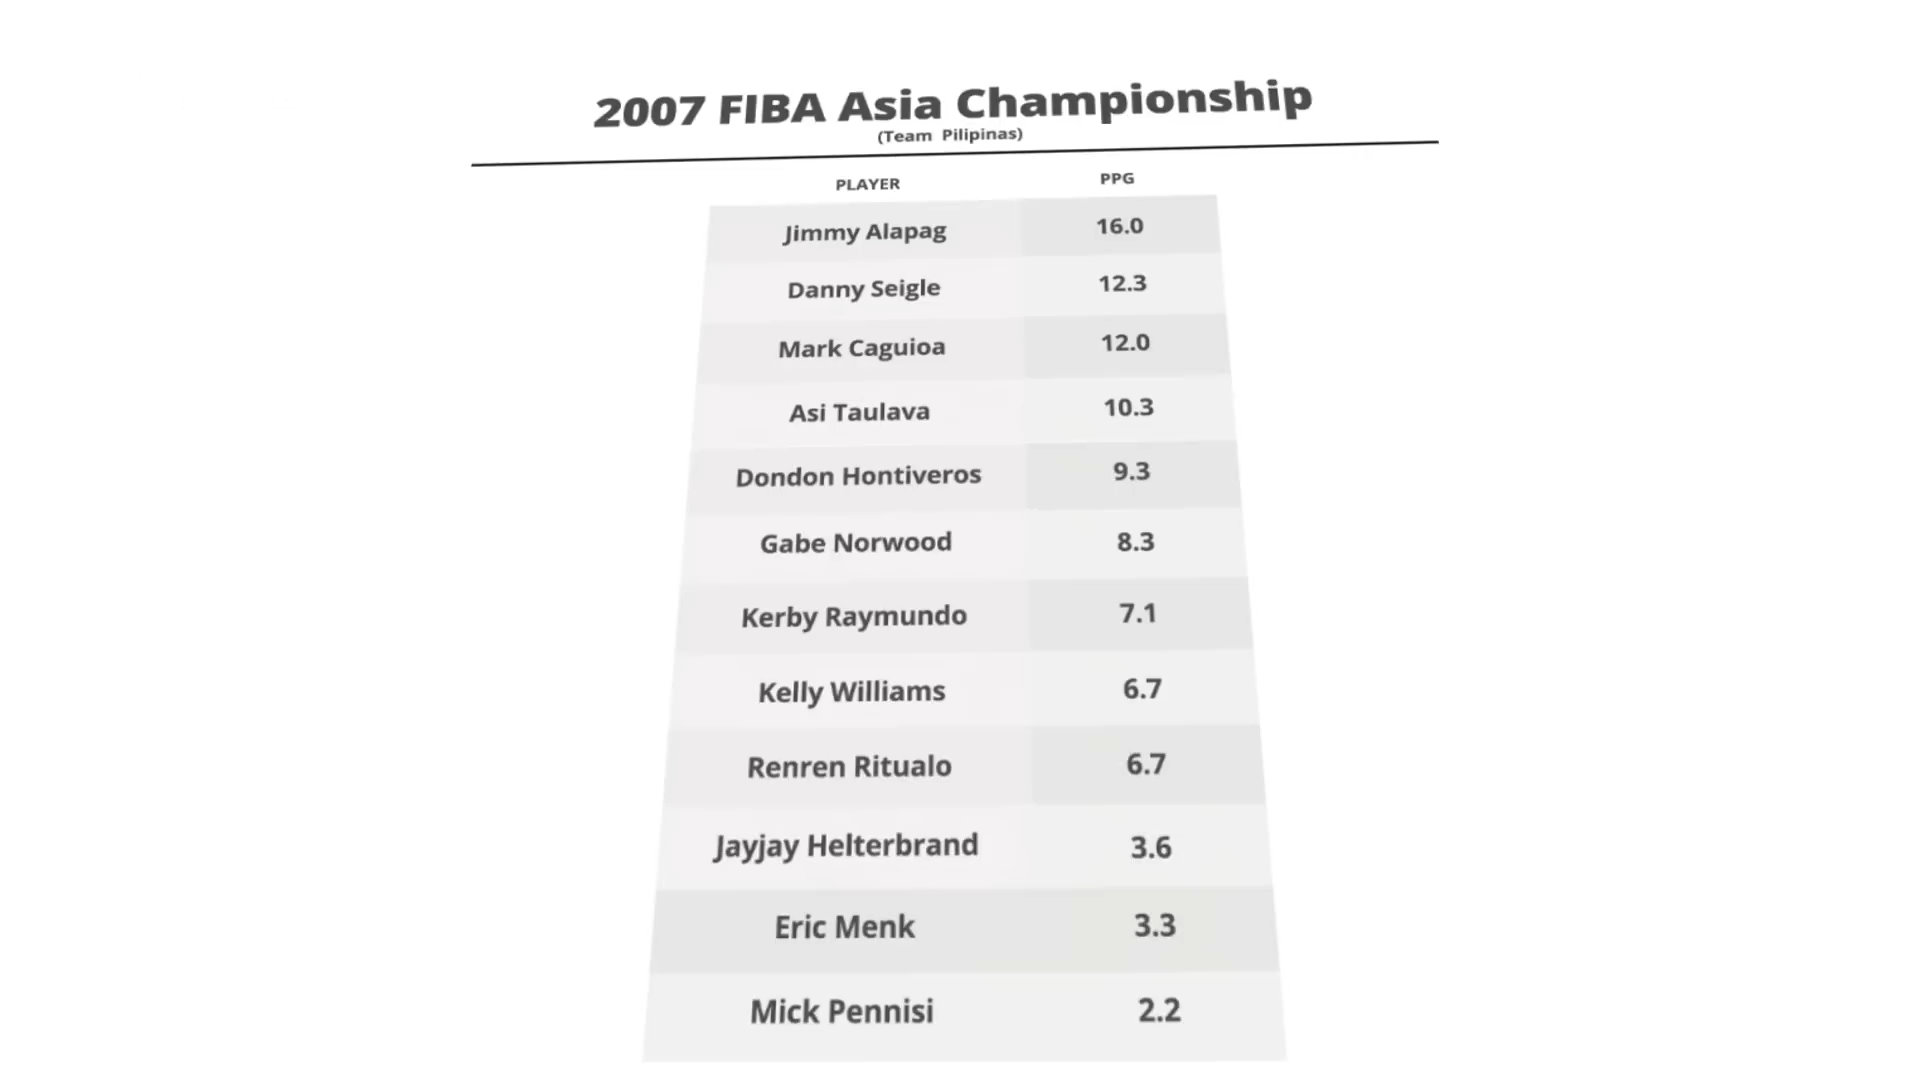 2007 FIBA Asia Championship
(Team Pilipinas)
PLAYER PPG
Jimmy Alapag 16.0
Danny Seigle 12.3
Mark Caguioa 12.0
Asi Taulava 10.3
Dondon Hontiveros 9.3
Gabe Norwood 8.3
Kerby Raymundo 7.1
Kelly Williams 6.7
Renren Ritualo 6.7
Jayjay Helterbrand 3.6
Eric Menk 3.3
Mick Pennisi 2.2